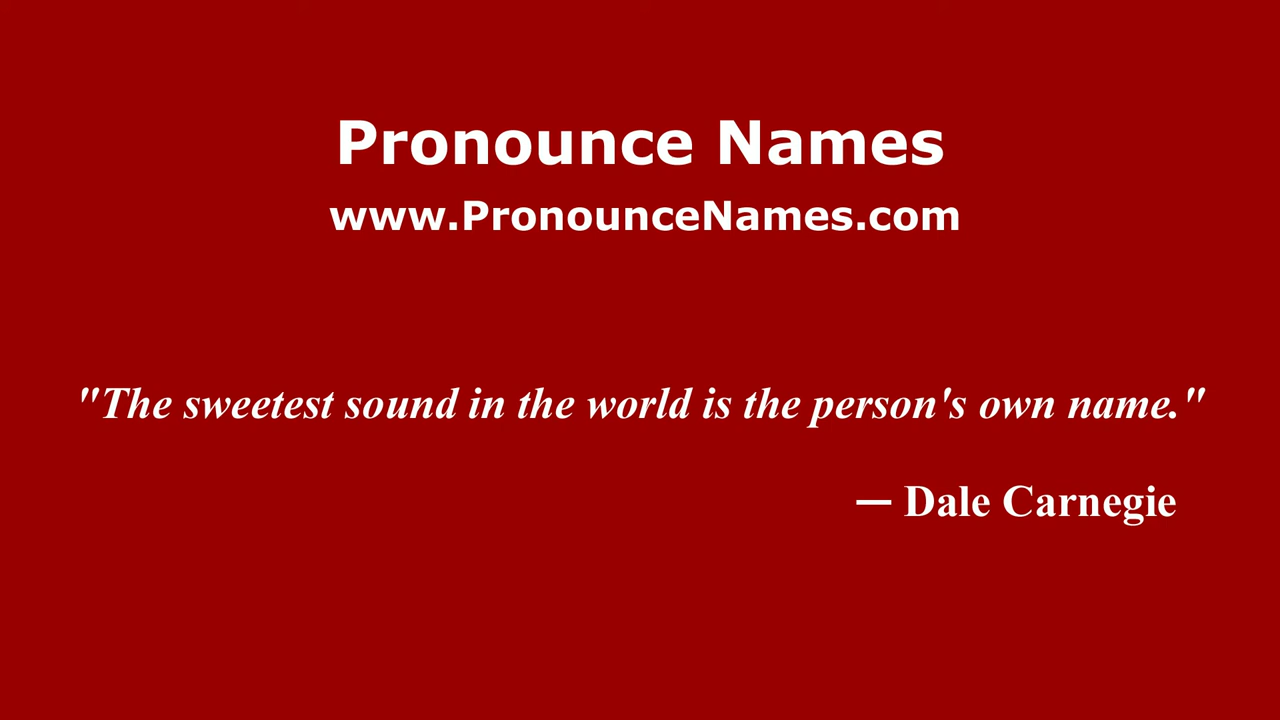 Pronounce Names
www.PronounceNames.com
"The sweetest sound in the world is the person's own name."
— Dale Carnegie